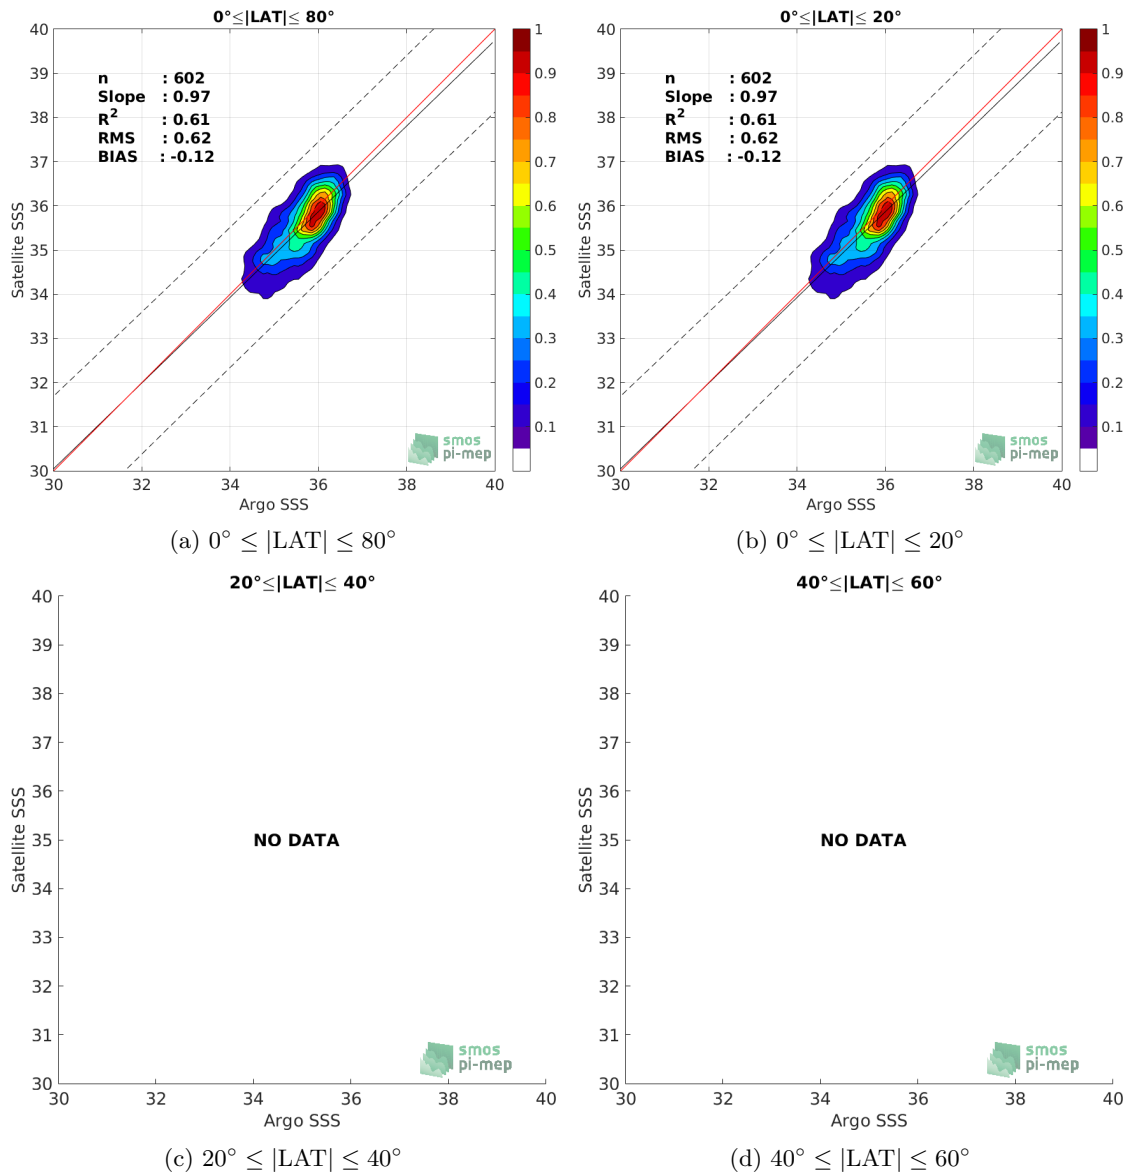 0°≤|LAT|≤ 80°
40
39
38
37
36
35
34
33
32
31
30
Satellite SSS
n : 602
Slope : 0.97
R² : 0.61
RMS : 0.62
BIAS : -0.12
smos
pi-mep
30 32 34 36 38 40
Argo SSS
1
0.9
0.8
0.7
0.6
0.5
0.4
0.3
0.2
0.1
(a) 0° ≤ |LAT| ≤ 80°
0°≤|LAT|≤ 20°
40
39
38
37
36
35
34
33
32
31
30
Satellite SSS
n : 602
Slope : 0.97
R² : 0.61
RMS : 0.62
BIAS : -0.12
smos
pi-mep
30 32 34 36 38 40
Argo SSS
1
0.9
0.8
0.7
0.6
0.5
0.4
0.3
0.2
0.1
(b) 0° ≤ |LAT| ≤ 20°
20°≤|LAT|≤ 40°
40
39
38
37
36
35
34
33
32
31
30
Satellite SSS
NO DATA
smos
pi-mep
30 31 32 33 34 35 36 37 38 39 40
Argo SSS
(c) 20° ≤ |LAT| ≤ 40°
40°≤|LAT|≤ 60°
40
39
38
37
36
35
34
33
32
31
30
Satellite SSS
NO DATA
smos
pi-mep
30 32 34 36 38 40
Argo SSS
(d) 40° ≤ |LAT| ≤ 60°